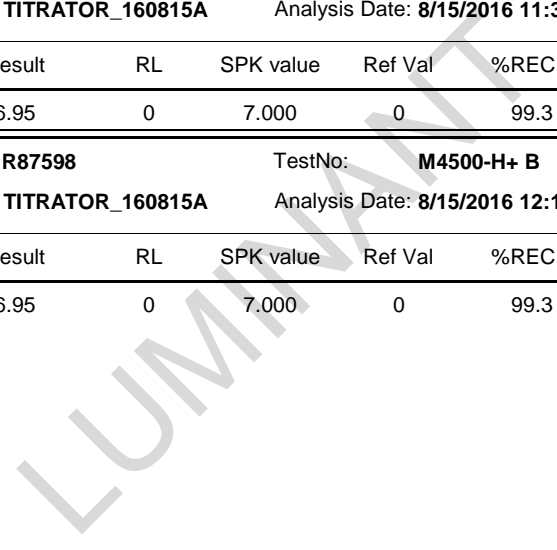 TITRATOR_160815A Analysis Date: 8/15/2016 11:3
esult RL SPK value Ref Val %REC
6.95 0 7.000 0 99.3
R87598 TestNo: M4500-H+ B
TITRATOR_160815A Analysis Date: 8/15/2016 12:1
esult RL SPK value Ref Val %REC
6.95 0 7.000 0 99.3
LUMINANT